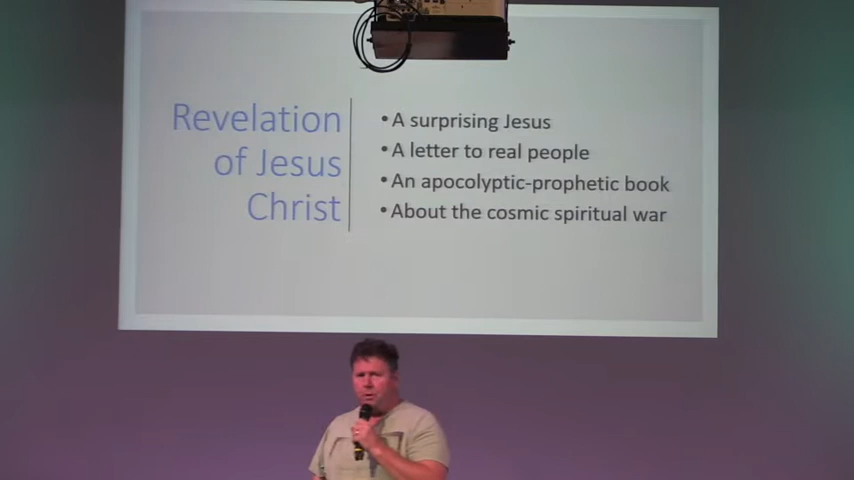 Revelation
of Jesus
Christ
• A surprising Jesus
• A letter to real people
• An apocolyptic-prophetic book
• About the cosmic spiritual war